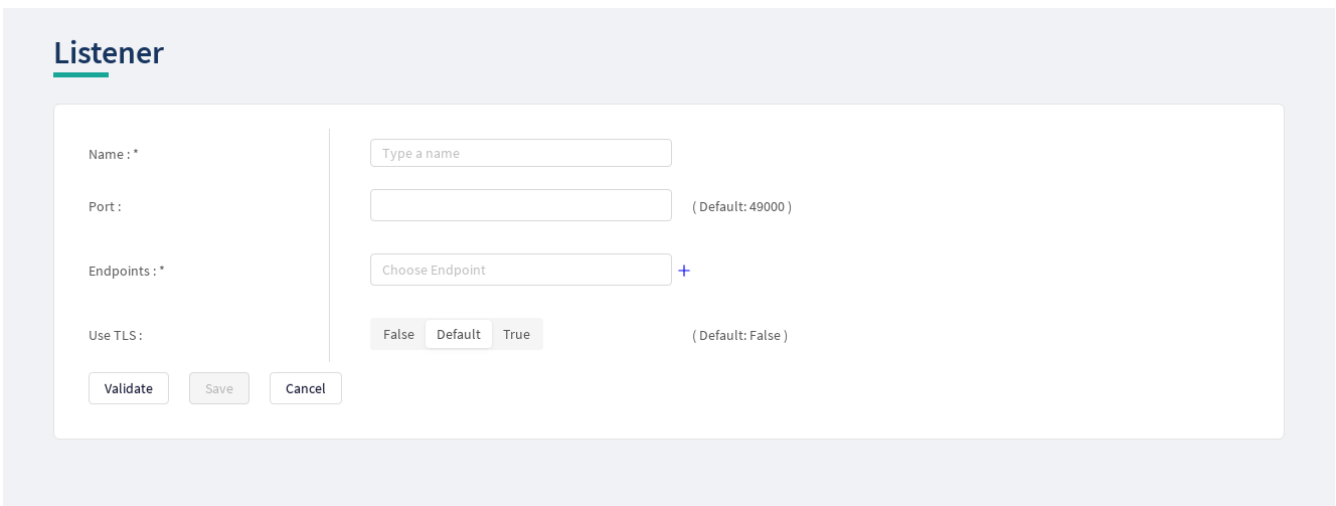 Listener
Name : * Type a name
Port : ( Default: 49000 )
Endpoints : * Choose Endpoint +
Use TLS : False Default True ( Default: False )
Validate Save Cancel